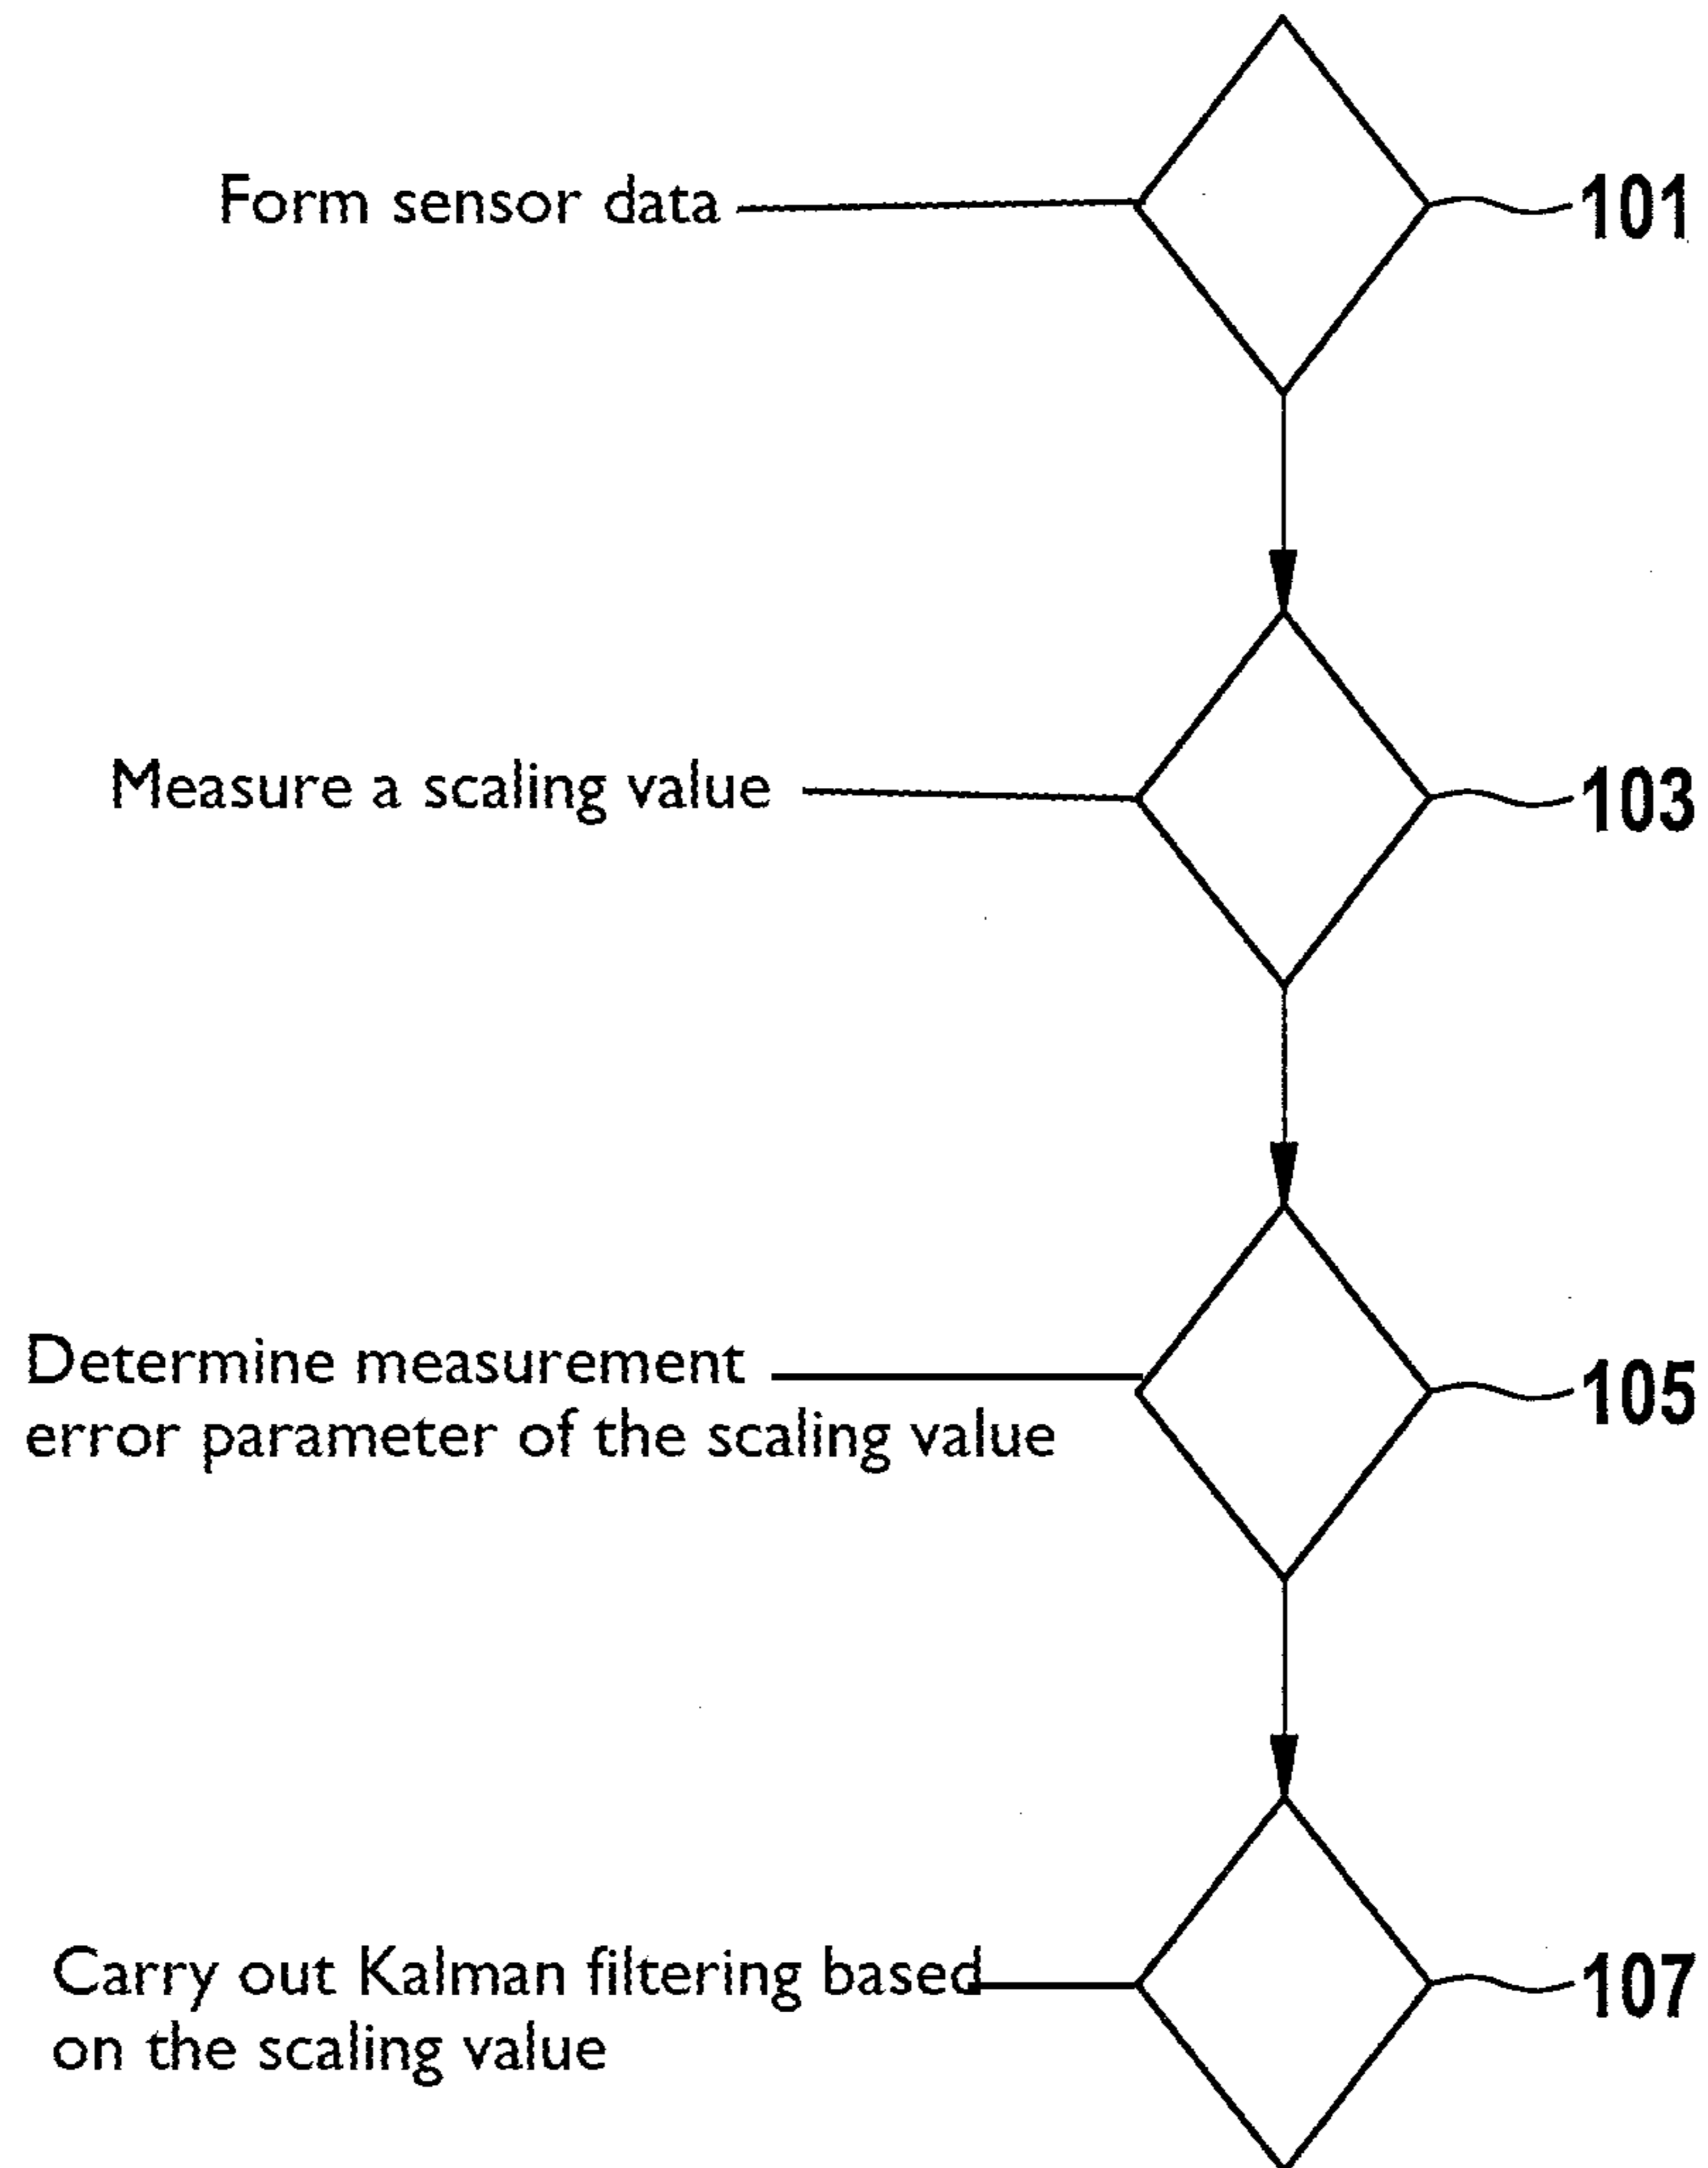 Form sensor data
101
Measure a scaling value
103
Determine measurement
error parameter of the scaling value
105
Carry out Kalman filtering based
on the scaling value
107